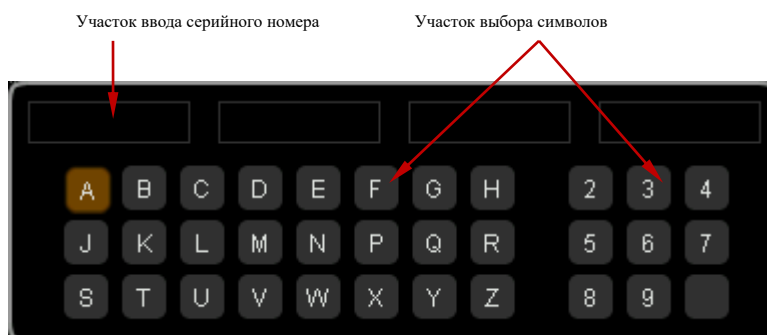 Участок ввода серийного номера Участок выбора символов
A B C D E F G H 2 3 4
J K L M N P Q R 5 6 7
S T U V W X Y Z 8 9